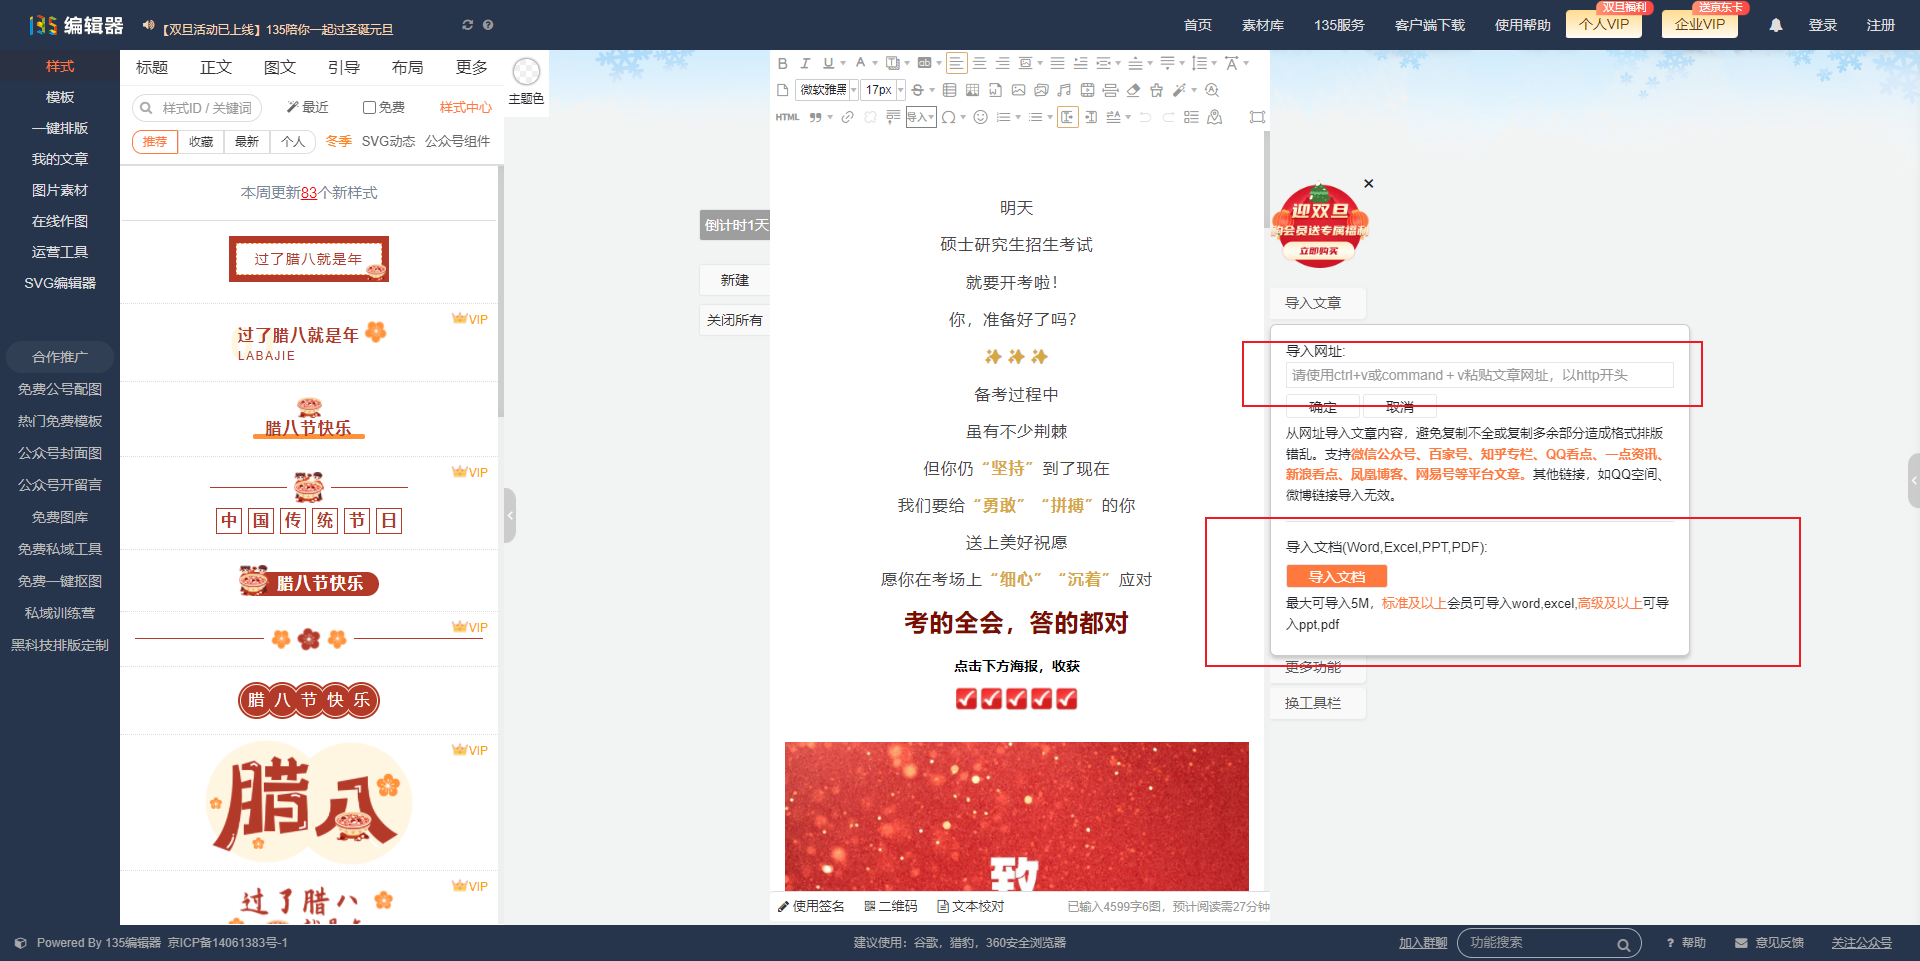 135编辑器
【双旦活动已上线】135陪你一起过圣诞元旦
首页
素材库
135服务
客户端下载
使用帮助
双旦福利
个人VIP
送京东卡
企业VIP
登录
注册
样式
模板
一键排版
我的文章
图片素材
在线作图
运营工具
SVG编辑器
合作推广
免费公号配图
热门免费模板
公众号封面图
公众号开留言
免费图库
免费私域工具
免费一键抠图
私域训练营
黑科技排版定制
标题
正文
图文
引导
布局
更多
样式ID / 关键词
最近
免费
样式中心
推荐
收藏
最新
个人
冬季
SVG动态
公众号组件
主题色
本周更新83个新样式
过了腊八就是年
VIP
过了腊八就是年
LABAJIE
腊八节快乐
VIP
中国传统节日
腊八节快乐
VIP
腊八节快乐
VIP
腊八
VIP
过了腊八
就是年
倒计时1天
新建
关闭所有
微软雅黑
17px
HTML
导入
明天
硕士研究生招生考试
就要开考啦！
你，准备好了吗？
备考过程中
虽有不少荆棘
但你仍“坚持”到了现在
我们要给“勇敢”“拼搏”的你
送上美好祝愿
愿你在考场上“细心”“沉着”应对
考的全会，答的都对
点击下方海报，收获
致
使用签名
二维码
文本校对
已输入4599字6图，预计阅读需27分钟
迎双旦
购会员送专属福利
立即购买
导入文章
导入网址:
请使用ctrl+v或command＋v粘贴文章网址，以http开头
确定
取消
从网址导入文章内容，避免复制不全或复制多余部分造成格式排版
错乱。支持微信公众号、百家号、知乎专栏、QQ看点、一点资讯、
新浪看点、凤凰博客、网易号等平台文章。其他链接，如QQ空间、
微博链接导入无效。
导入文档(Word,Excel,PPT,PDF):
导入文档
最大可导入5M，标准及以上会员可导入word,excel,高级及以上可导
入ppt,pdf
更多功能
换工具栏
Powered By 135编辑器 京ICP备14061383号-1
建议使用：谷歌，猎豹，360安全浏览器
加入群聊
功能搜索
帮助
意见反馈
关注公众号